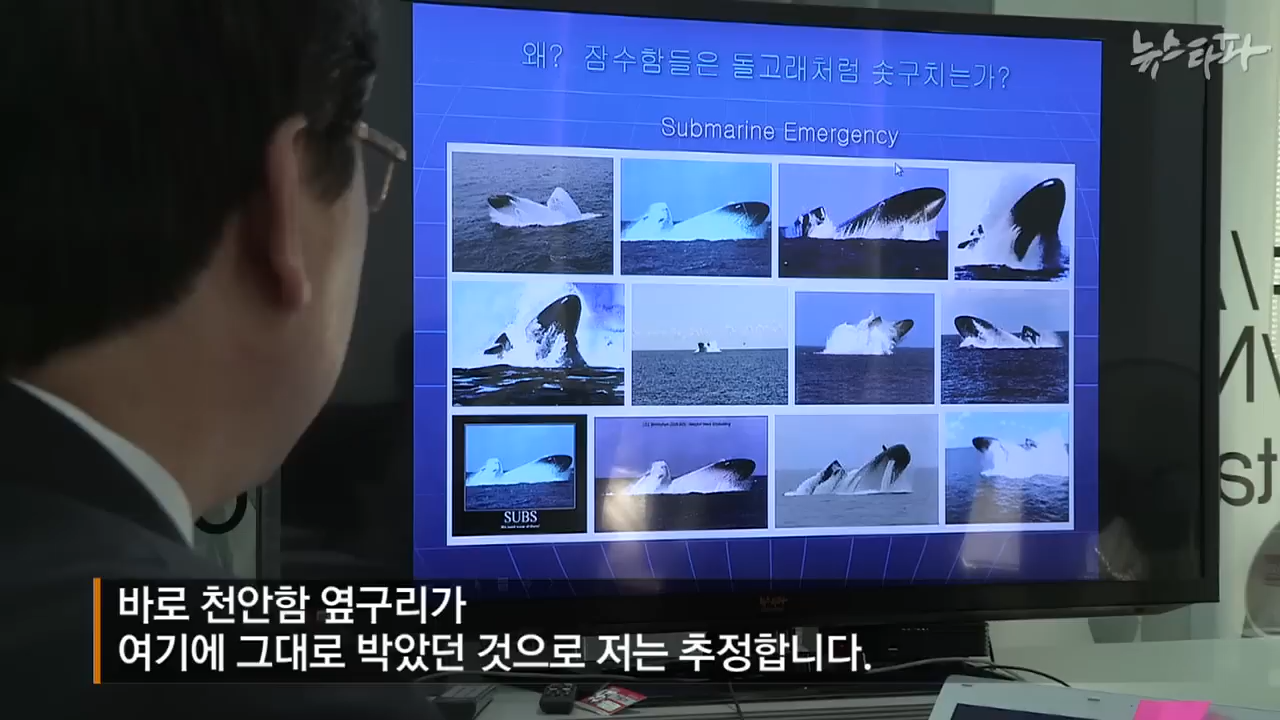 뉴스타파
왜? 잠수함들은 돌고래처럼 솟구치는가?
Submarine Emergency
SUBS
바로 천안함 옆구리가
여기에 그대로 박았던 것으로 저는 추정합니다.